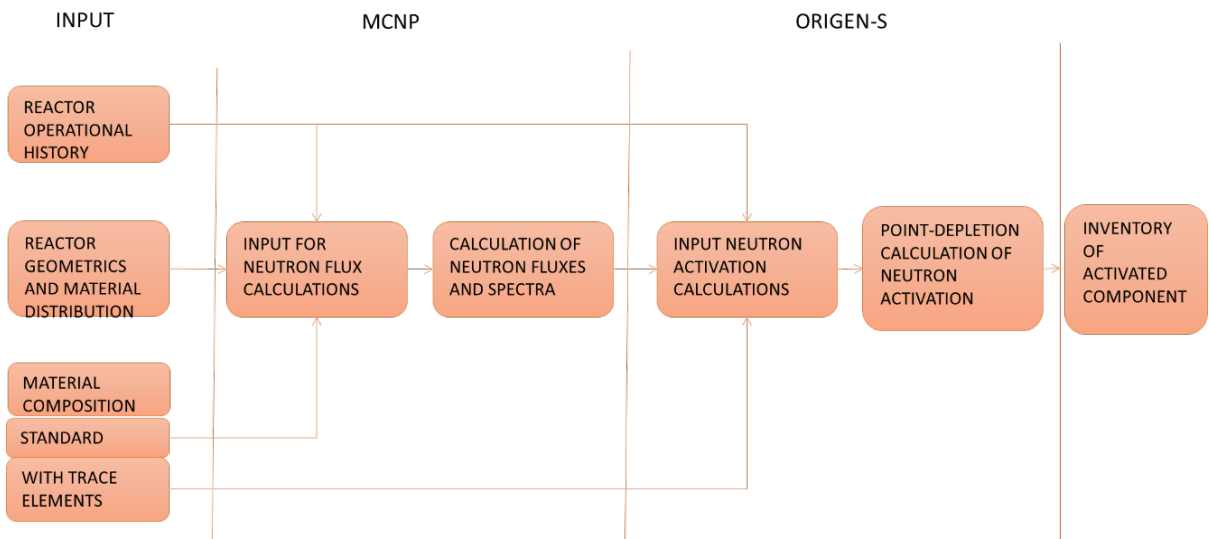 INPUT
MCNP
ORIGEN-S
REACTOR
OPERATIONAL
HISTORY
REACTOR
GEOMETRICS
AND MATERIAL
DISTRIBUTION
INPUT FOR
NEUTRON FLUX
CALCULATIONS
CALCULATION OF
NEUTRON FLUXES
AND SPECTRA
INPUT NEUTRON
ACTIVATION
CALCULATIONS
POINT-DEPLETION
CALCULATION OF
NEUTRON
ACTIVATION
INVENTORY
OF
ACTIVATED
COMPONENT
MATERIAL
COMPOSITION
STANDARD
WITH TRACE
ELEMENTS